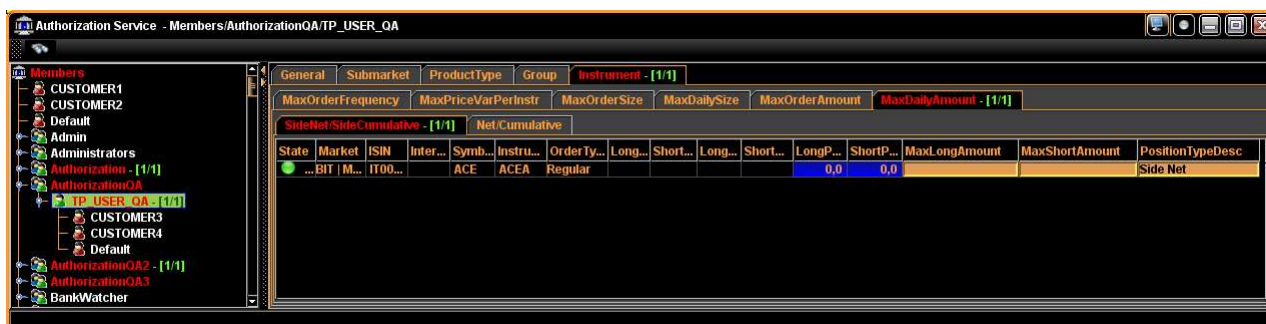 Authorization Service - Members/AuthorizationQA/TP_USER_QA
Members
CUSTOMER1
CUSTOMER2
Default
Admin
Administrators
Authorization - [1/1]
AuthorizationQA
TP_USER_QA - [1/1]
CUSTOMER3
CUSTOMER4
Default
AuthorizationQA2 - [1/1]
AuthorizationQA3
BankWatcher
General Submarket ProductType Group Instrument - [1/1]
MaxOrderFrequency MaxPriceVarPerInstr MaxOrderSize MaxDailySize MaxOrderAmount MaxDailyAmount - [1/1]
SideNet/SideCumulative - [1/1] Net/Cumulative
State Market ISIN Inter... Symb... Instru... OrderTy... Long... Short... Long... Short... LongP... ShortP... MaxLongAmount MaxShortAmount PositionTypeDesc
...BIT | M... IT00... ACE ACEA Regular 0,0 0,0 Side Net